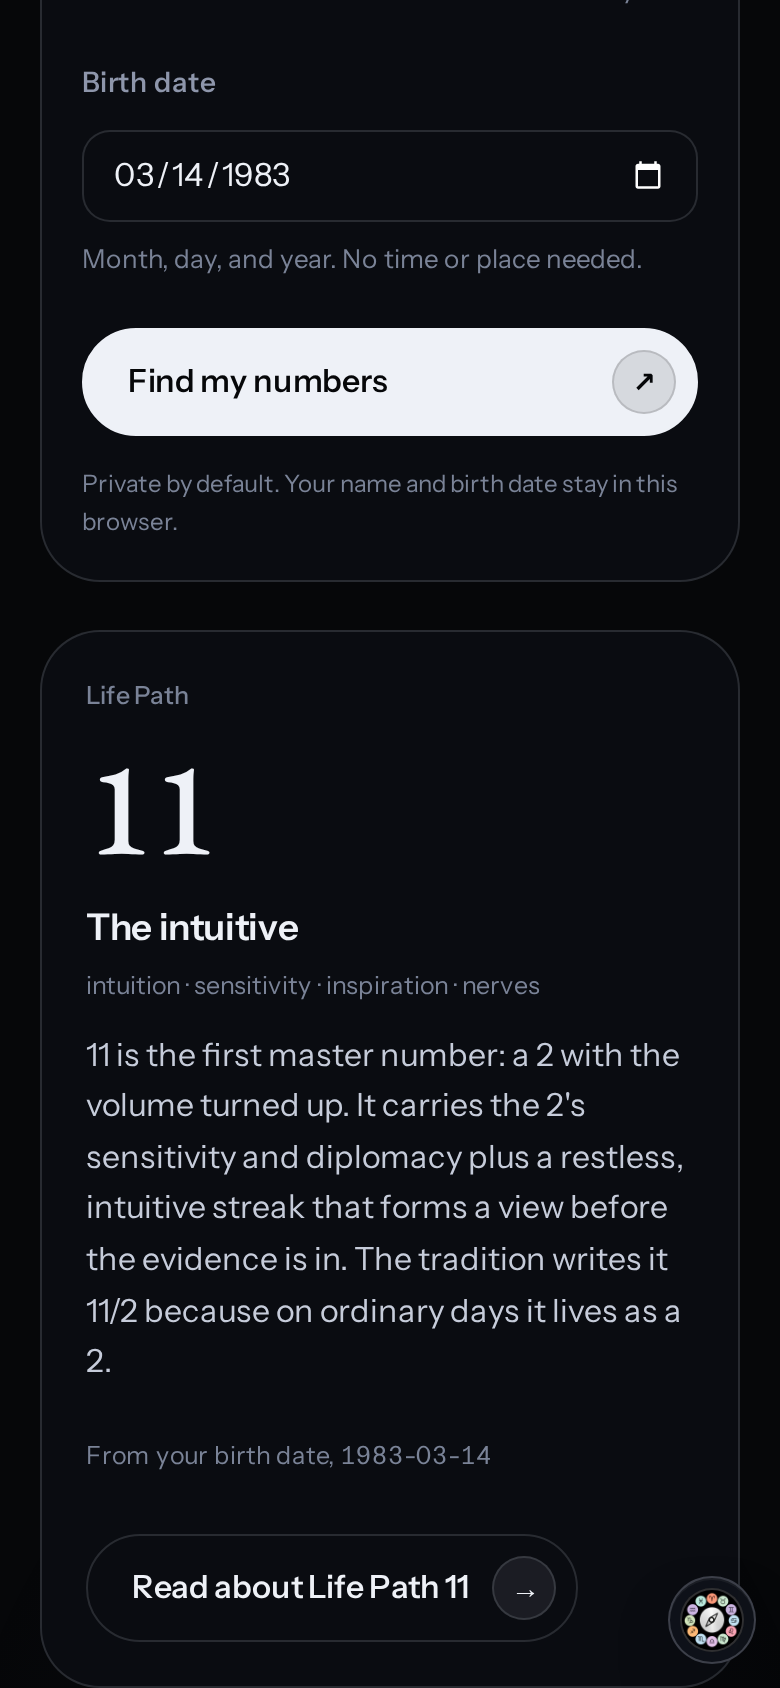 Birth date
03/14/1983
Month, day, and year. No time or place needed.
Find my numbers ↗
Private by default. Your name and birth date stay in this
browser.
Life Path
11
The intuitive
intuition · sensitivity · inspiration · nerves
11 is the first master number: a 2 with the
volume turned up. It carries the 2's
sensitivity and diplomacy plus a restless,
intuitive streak that forms a view before
the evidence is in. The tradition writes it
11/2 because on ordinary days it lives as a
2.
From your birth date, 1983-03-14
Read about Life Path 11 →